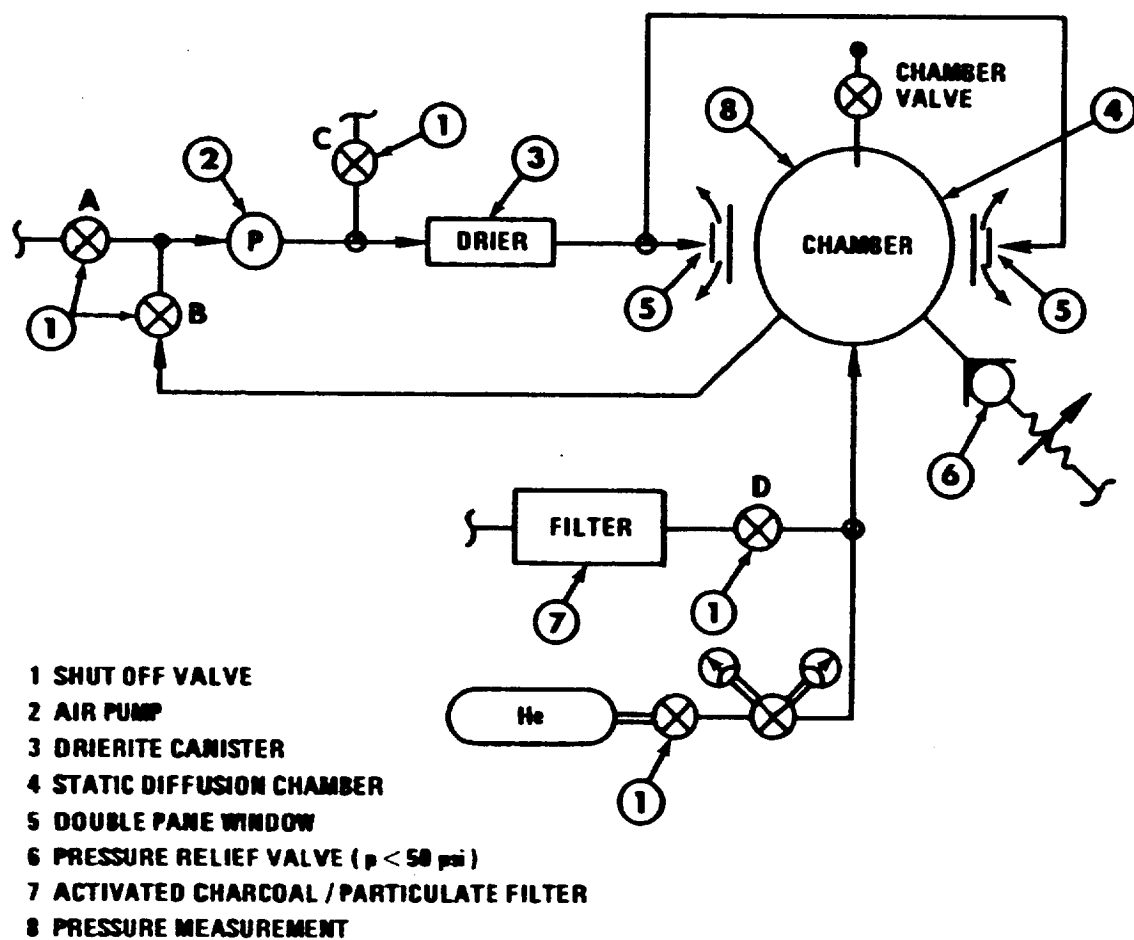 CHAMBER
VALVE
8
4
C
1
2
3
A
P
DRIER
CHAMBER
5
5
1
B
6
D
FILTER
7
1
He
1
1 SHUT OFF VALVE
2 AIR PUMP
3 DRIERITE CANISTER
4 STATIC DIFFUSION CHAMBER
5 DOUBLE PANE WINDOW
6 PRESSURE RELIEF VALVE ( p < 50 psi )
7 ACTIVATED CHARCOAL / PARTICULATE FILTER
8 PRESSURE MEASUREMENT